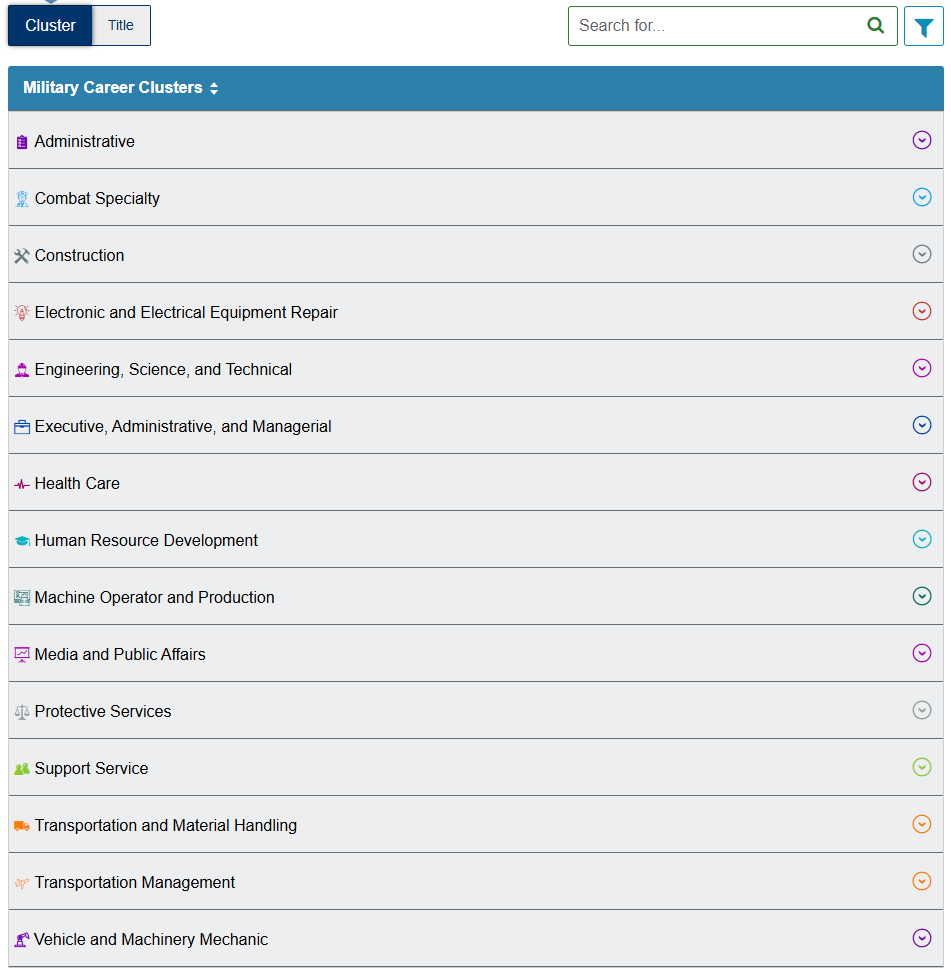 Cluster Title Search for...
Military Career Clusters
Administrative
Combat Specialty
Construction
Electronic and Electrical Equipment Repair
Engineering, Science, and Technical
Executive, Administrative, and Managerial
Health Care
Human Resource Development
Machine Operator and Production
Media and Public Affairs
Protective Services
Support Service
Transportation and Material Handling
Transportation Management
Vehicle and Machinery Mechanic